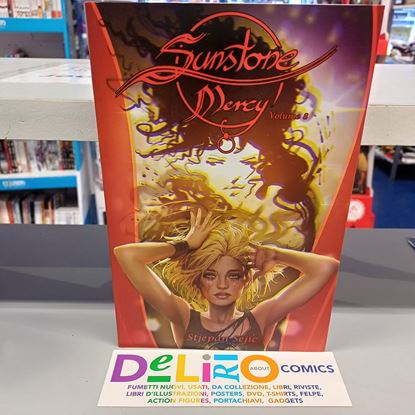 Sunstone
Mercy
Volume
Stjepan Šejić
DeLiRiO ABOUT COMICS
FUMETTI NUOVI, USATI, DA COLLEZIONE, LIBRI, RIVISTE,
LIBRI D'ILLUSTRAZIONI, POSTERS, DVD, T-SHIRTS, FELPE,
ACTION FIGURES, PORTACHIAVI, GADGETS